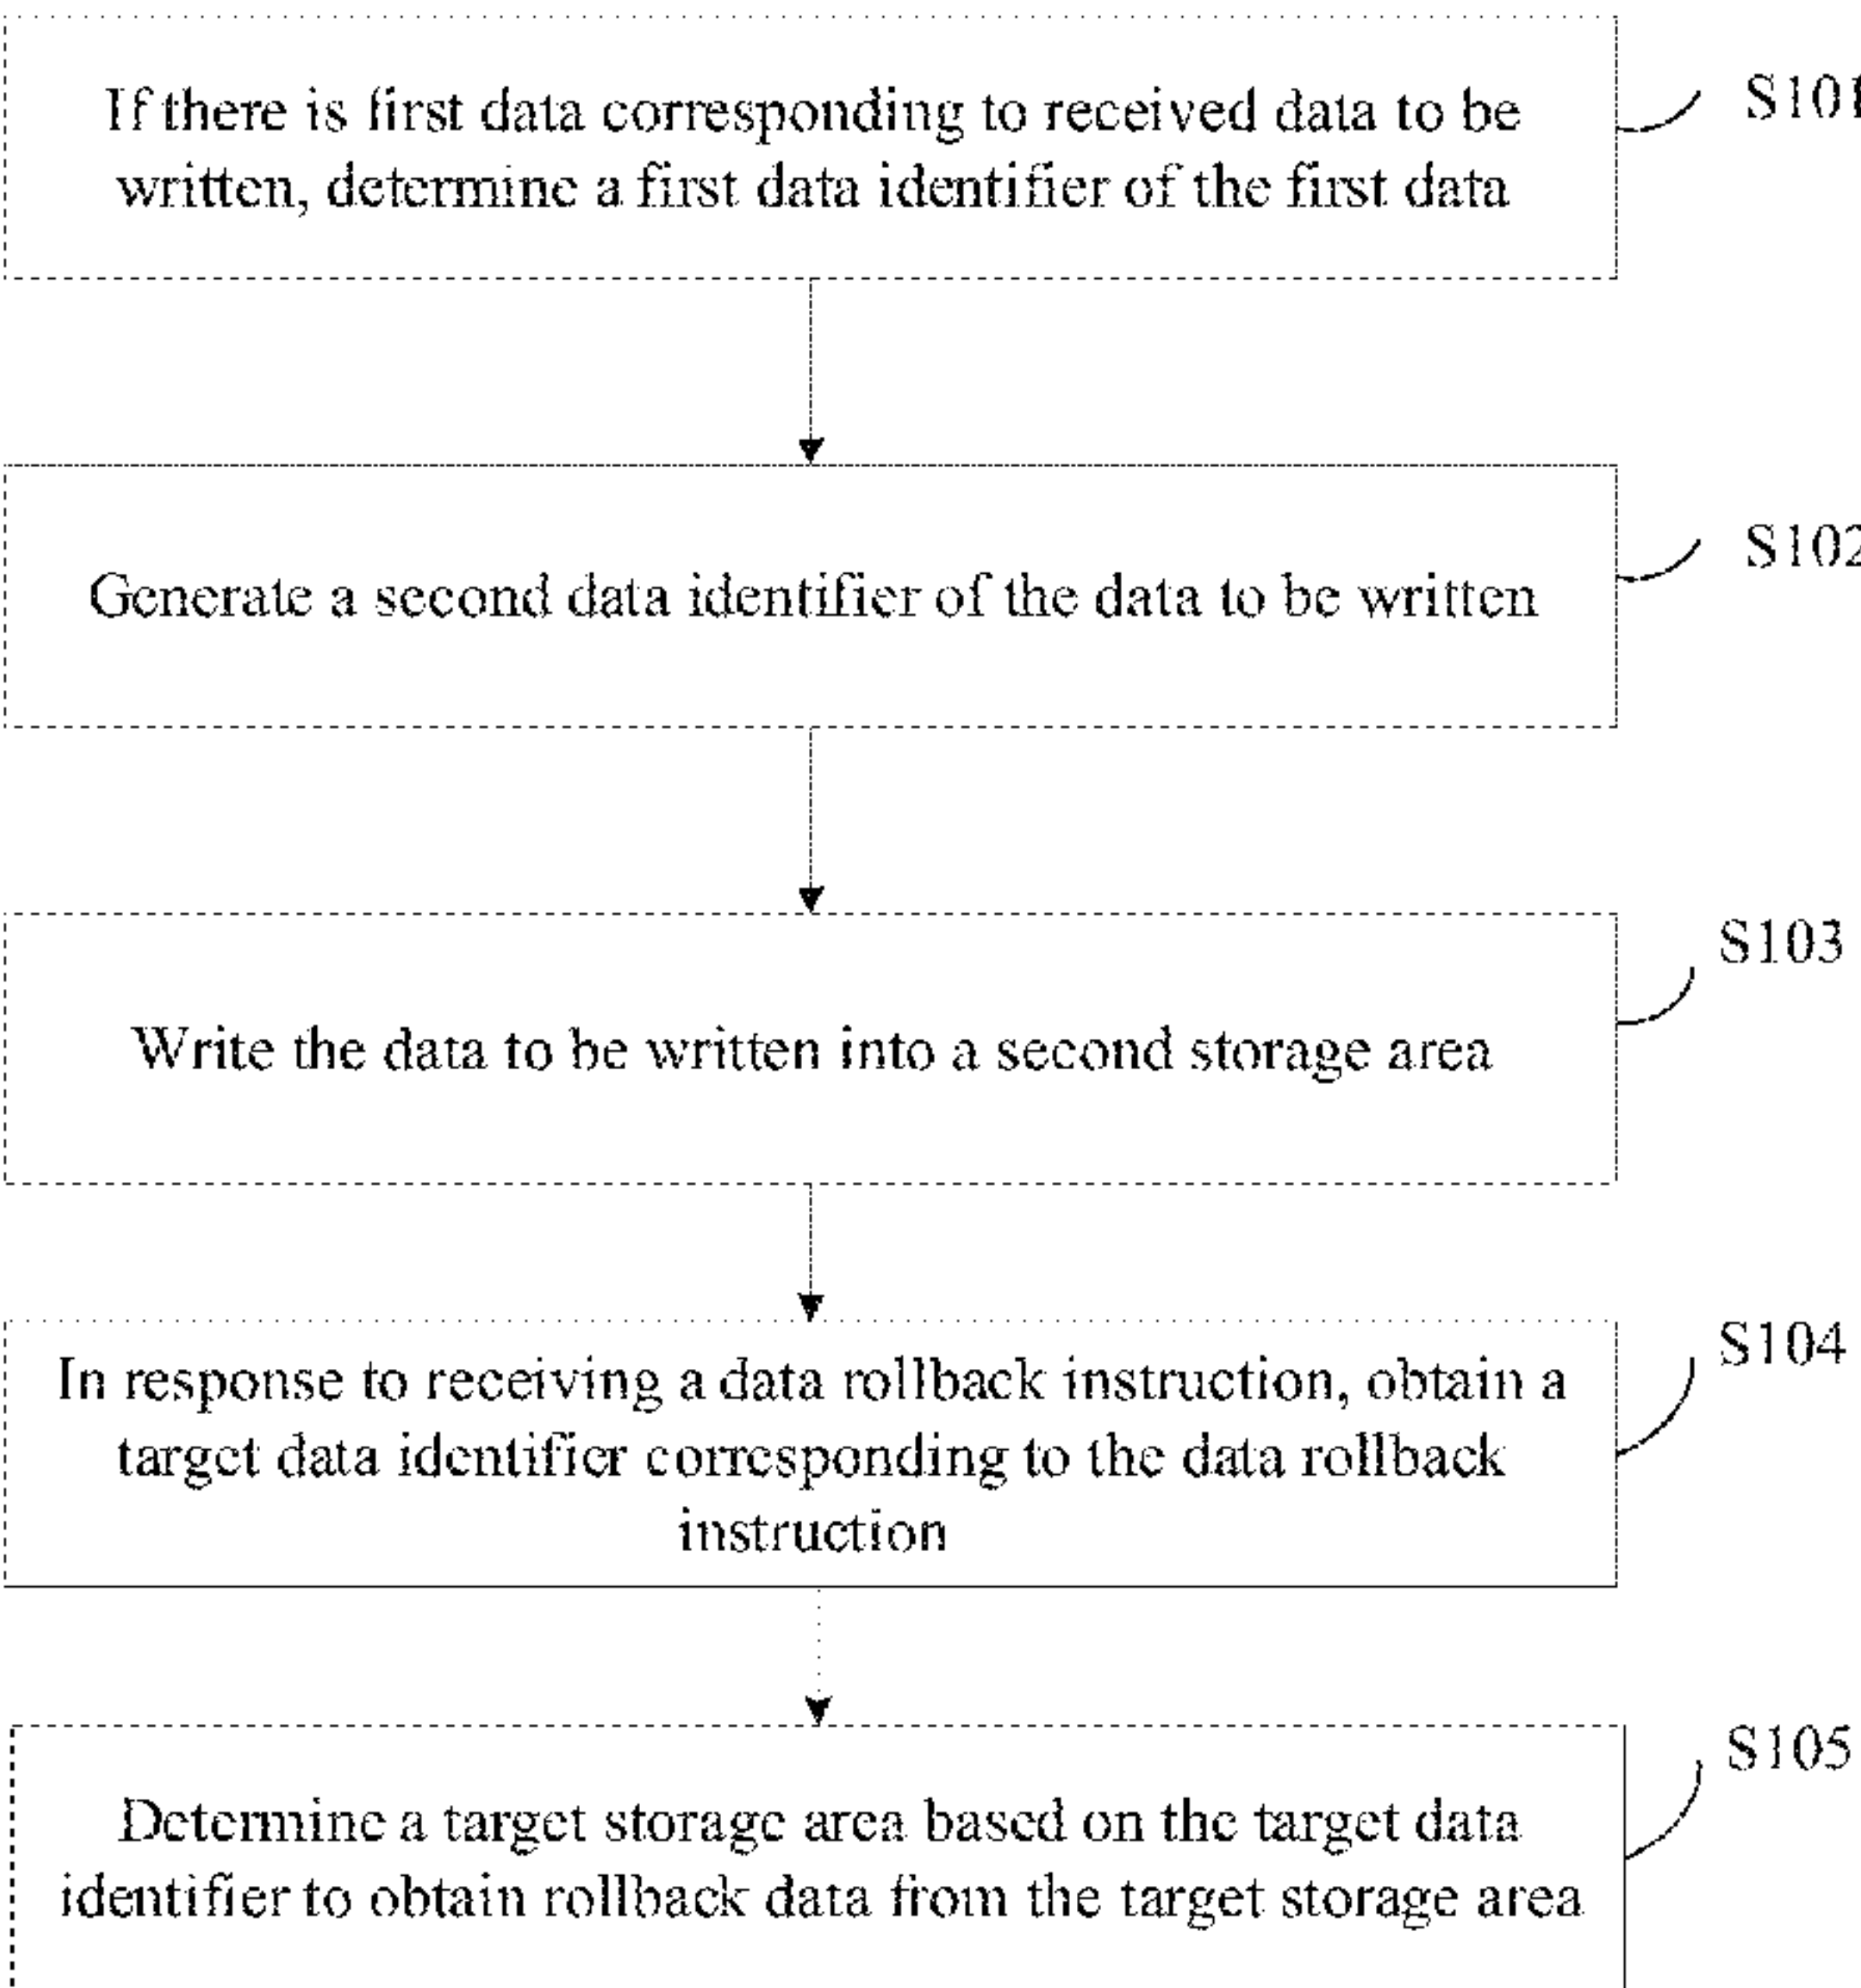 If there is first data corresponding to received data to be
written, determine a first data identifier of the first data
S101
Generate a second data identifier of the data to be written
S102
Write the data to be written into a second storage area
S103
In response to receiving a data rollback instruction, obtain a
target data identifier corresponding to the data rollback
instruction
S104
Determine a target storage area based on the target data
identifier to obtain rollback data from the target storage area
S105